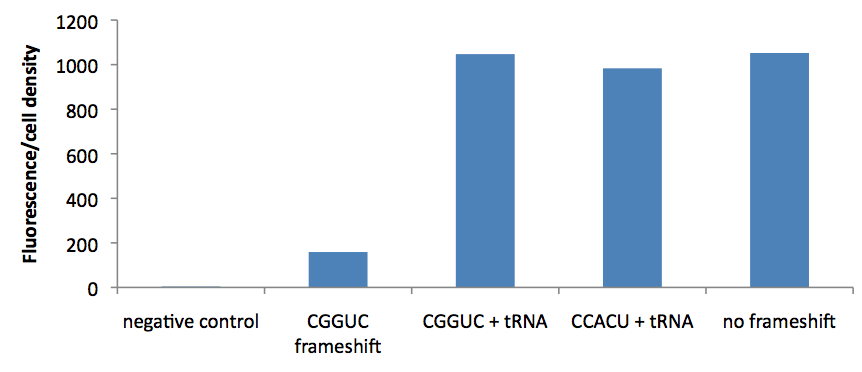 Fluorescence/cell density
1200
1000
800
600
400
200
0
negative control
CGGUC
frameshift
CGGUC + tRNA
CCACU + tRNA
no frameshift